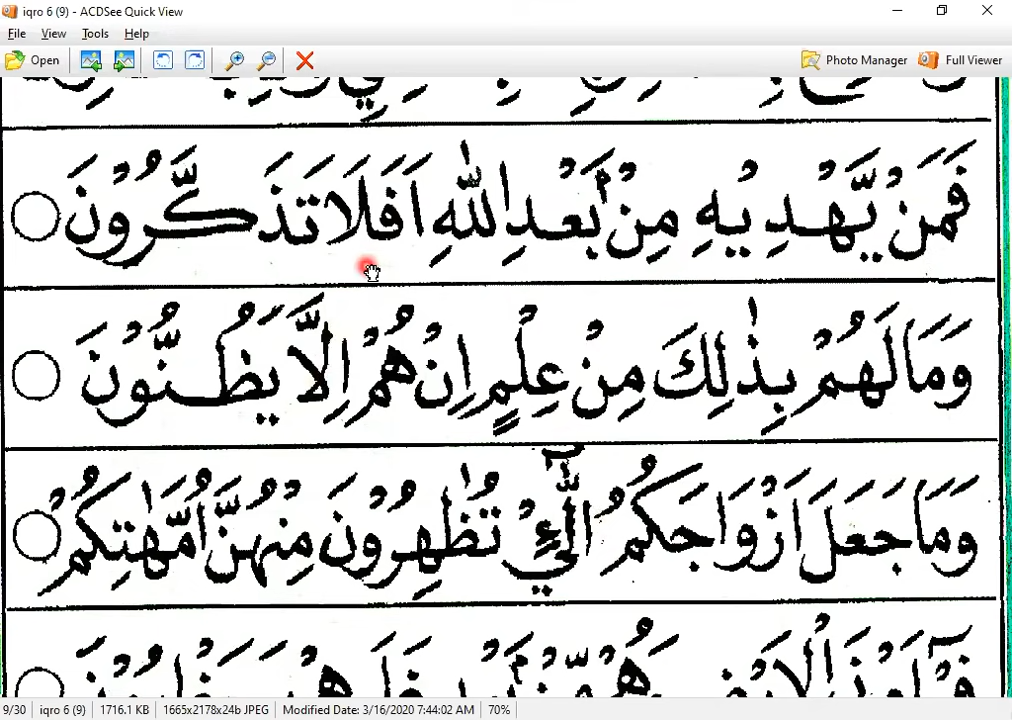 iqro 6 (9) - ACDSee Quick View
File View Tools Help
Open Photo Manager Full Viewer
فَمَنْ يَّهْدِيْهِ مِنْۢ بَعْدِ اللّٰهِ اَفَلَا تَذَكَّرُوْنَ
وَمَا لَهُمْ بِذٰلِكَ مِنْ عِلْمٍ اِنْ هُمْ اِلَّا يَظُنُّوْنَ
وَمَا جَعَلَ اَزْوَاجَكُمُ الّٰۤـِٔيْ تُظٰهِرُوْنَ مِنْهُنَّ اُمَّهٰتِكُمْ
9/30 iqro 6 (9) 1716.1 KB 1665x2178x24b JPEG Modified Date: 3/16/2020 7:44:02 AM 70%